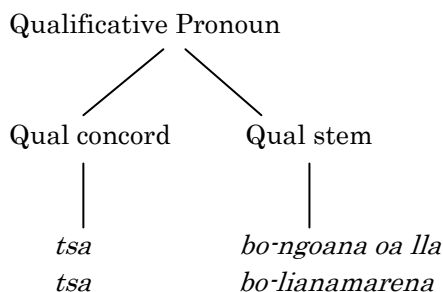 Qualificative Pronoun
Qual concord Qual stem
tsa bo-ngoana oa lla
tsa bo-lianamarena